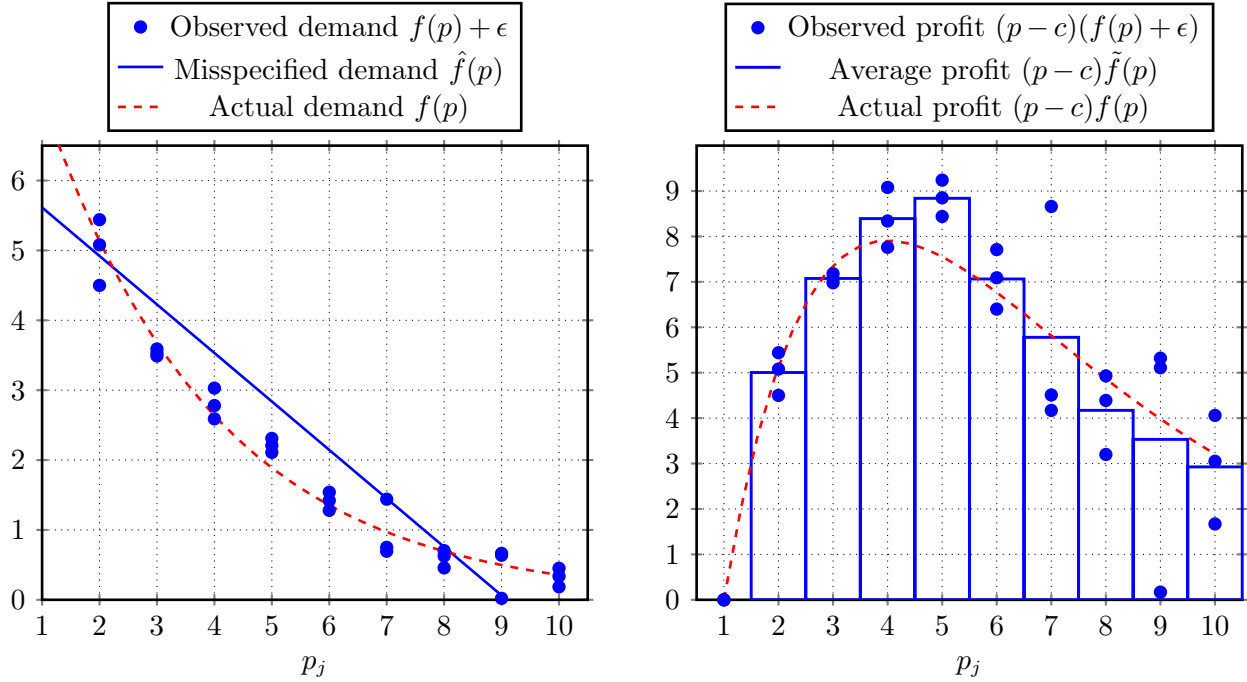 Observed demand f(p) + ϵ
Misspecified demand f̂(p)
Actual demand f(p)
6
5
4
3
2
1
0
1 2 3 4 5 6 7 8 9 10
p_j
Observed profit (p − c)(f(p) + ϵ)
Average profit (p − c)f̃(p)
Actual profit (p − c)f(p)
9
8
7
6
5
4
3
2
1
0
1 2 3 4 5 6 7 8 9 10
p_j